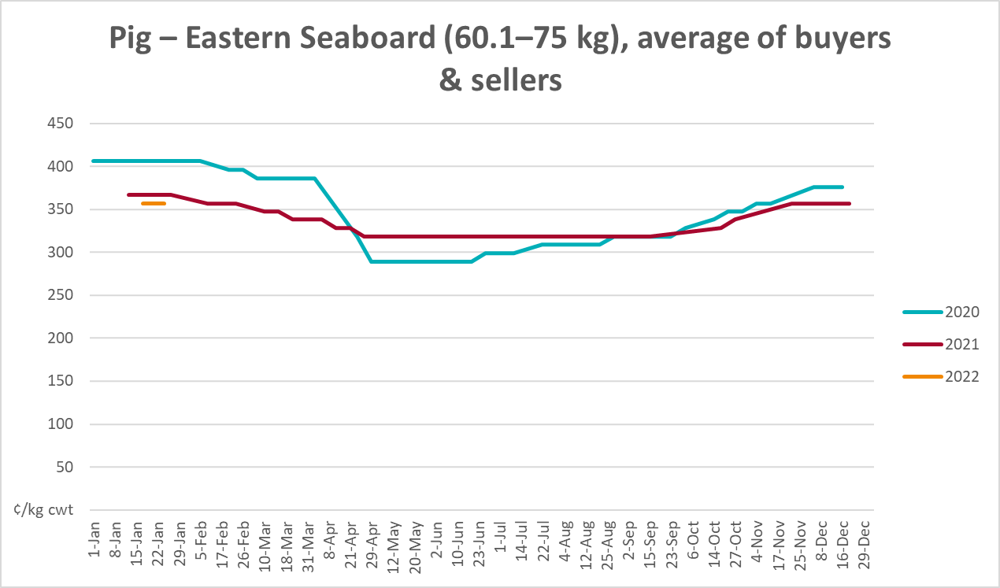 Pig – Eastern Seaboard (60.1–75 kg), average of buyers
& sellers
450
400
350
300
250
200
150
100
50
¢/kg cwt
1-Jan
8-Jan
15-Jan
22-Jan
29-Jan
5-Feb
17-Feb
26-Feb
10-Mar
18-Mar
31-Mar
8-Apr
21-Apr
29-Apr
12-May
20-May
2-Jun
10-Jun
23-Jun
1-Jul
14-Jul
22-Jul
4-Aug
12-Aug
25-Aug
2-Sep
15-Sep
23-Sep
6-Oct
14-Oct
27-Oct
4-Nov
17-Nov
25-Nov
8-Dec
16-Dec
29-Dec
2020
2021
2022